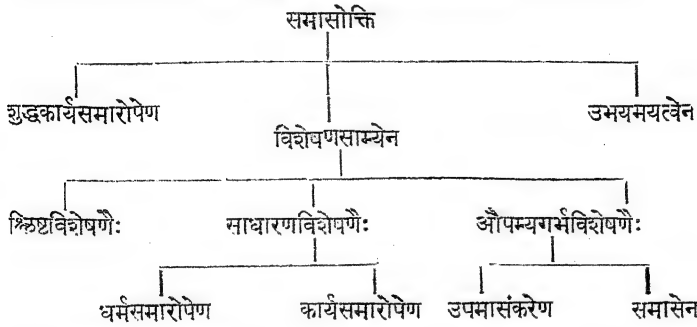 समासोक्ति
शुद्धकार्यसमारोपेण उभयमयत्वेन
विशेषणसाम्येन
श्लिष्टविशेषणैः साधारणविशेषणैः औपम्यगर्भविशेषणैः
धर्मसमारोपेण कार्यसमारोपेण उपमासंकरेण समासेन